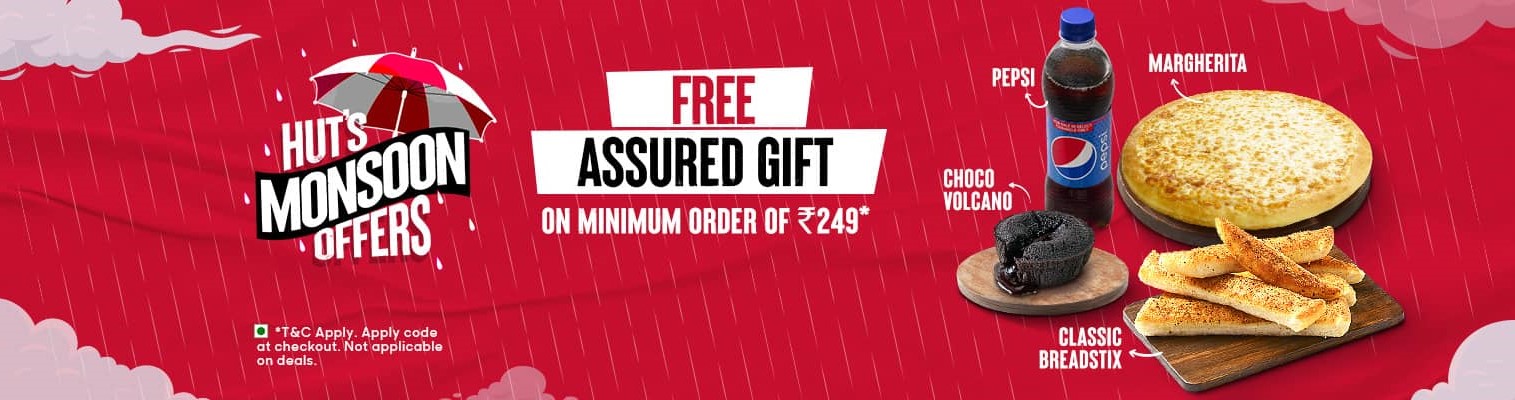 HUT'S
MONSOON
OFFERS
*T&C Apply. Apply code
at checkout. Not applicable
on deals.
FREE
ASSURED GIFT
ON MINIMUM ORDER OF ₹249*
PEPSI
MARGHERITA
pepsi
CHOCO
VOLCANO
CLASSIC
BREADSTIX